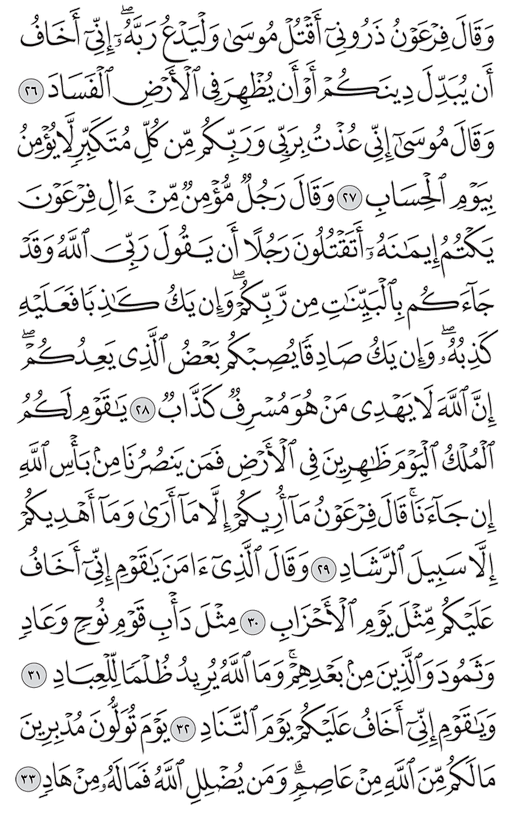 وَقَالَ فِرْعَوْنُ ذَرُونِىٓ أَقْتُلْ مُوسَىٰ وَلْيَدْعُ رَبَّهُۥٓ ۖ إِنِّىٓ أَخَافُ
أَن يُبَدِّلَ دِينَكُمْ أَوْ أَن يُظْهِرَ فِى ٱلْأَرْضِ ٱلْفَسَادَ ٢٦
وَقَالَ مُوسَىٰٓ إِنِّى عُذْتُ بِرَبِّى وَرَبِّكُم مِّن كُلِّ مُتَكَبِّرٍ لَّا يُؤْمِنُ
بِيَوْمِ ٱلْحِسَابِ ٢٧ وَقَالَ رَجُلٌ مُّؤْمِنٌ مِّنْ ءَالِ فِرْعَوْنَ
يَكْتُمُ إِيمَـٰنَهُۥٓ أَتَقْتُلُونَ رَجُلًا أَن يَقُولَ رَبِّىَ ٱللَّهُ وَقَدْ
جَآءَكُم بِٱلْبَيِّنَـٰتِ مِن رَّبِّكُمْ ۖ وَإِن يَكُ كَـٰذِبًا فَعَلَيْهِ
كَذِبُهُۥ ۖ وَإِن يَكُ صَادِقًا يُصِبْكُم بَعْضُ ٱلَّذِى يَعِدُكُمْ ۖ
إِنَّ ٱللَّهَ لَا يَهْدِى مَنْ هُوَ مُسْرِفٌ كَذَّابٌ ٢٨ يَـٰقَوْمِ لَكُمُ
ٱلْمُلْكُ ٱلْيَوْمَ ظَـٰهِرِينَ فِى ٱلْأَرْضِ فَمَن يَنصُرُنَا مِنۢ بَأْسِ ٱللَّهِ
إِن جَآءَنَا ۚ قَالَ فِرْعَوْنُ مَآ أُرِيكُمْ إِلَّا مَآ أَرَىٰ وَمَآ أَهْدِيكُمْ
إِلَّا سَبِيلَ ٱلرَّشَادِ ٢٩ وَقَالَ ٱلَّذِىٓ ءَامَنَ يَـٰقَوْمِ إِنِّىٓ أَخَافُ
عَلَيْكُم مِّثْلَ يَوْمِ ٱلْأَحْزَابِ ٣٠ مِثْلَ دَأْبِ قَوْمِ نُوحٍ وَعَادٍ
وَثَمُودَ وَٱلَّذِينَ مِنۢ بَعْدِهِمْ ۚ وَمَا ٱللَّهُ يُرِيدُ ظُلْمًا لِّلْعِبَادِ ٣١
وَيَـٰقَوْمِ إِنِّىٓ أَخَافُ عَلَيْكُمْ يَوْمَ ٱلتَّنَادِ ٣٢ يَوْمَ تُوَلُّونَ مُدْبِرِينَ
مَا لَكُم مِّنَ ٱللَّهِ مِنْ عَاصِمٍ ۗ وَمَن يُضْلِلِ ٱللَّهُ فَمَا لَهُۥ مِنْ هَادٍ ٣٣